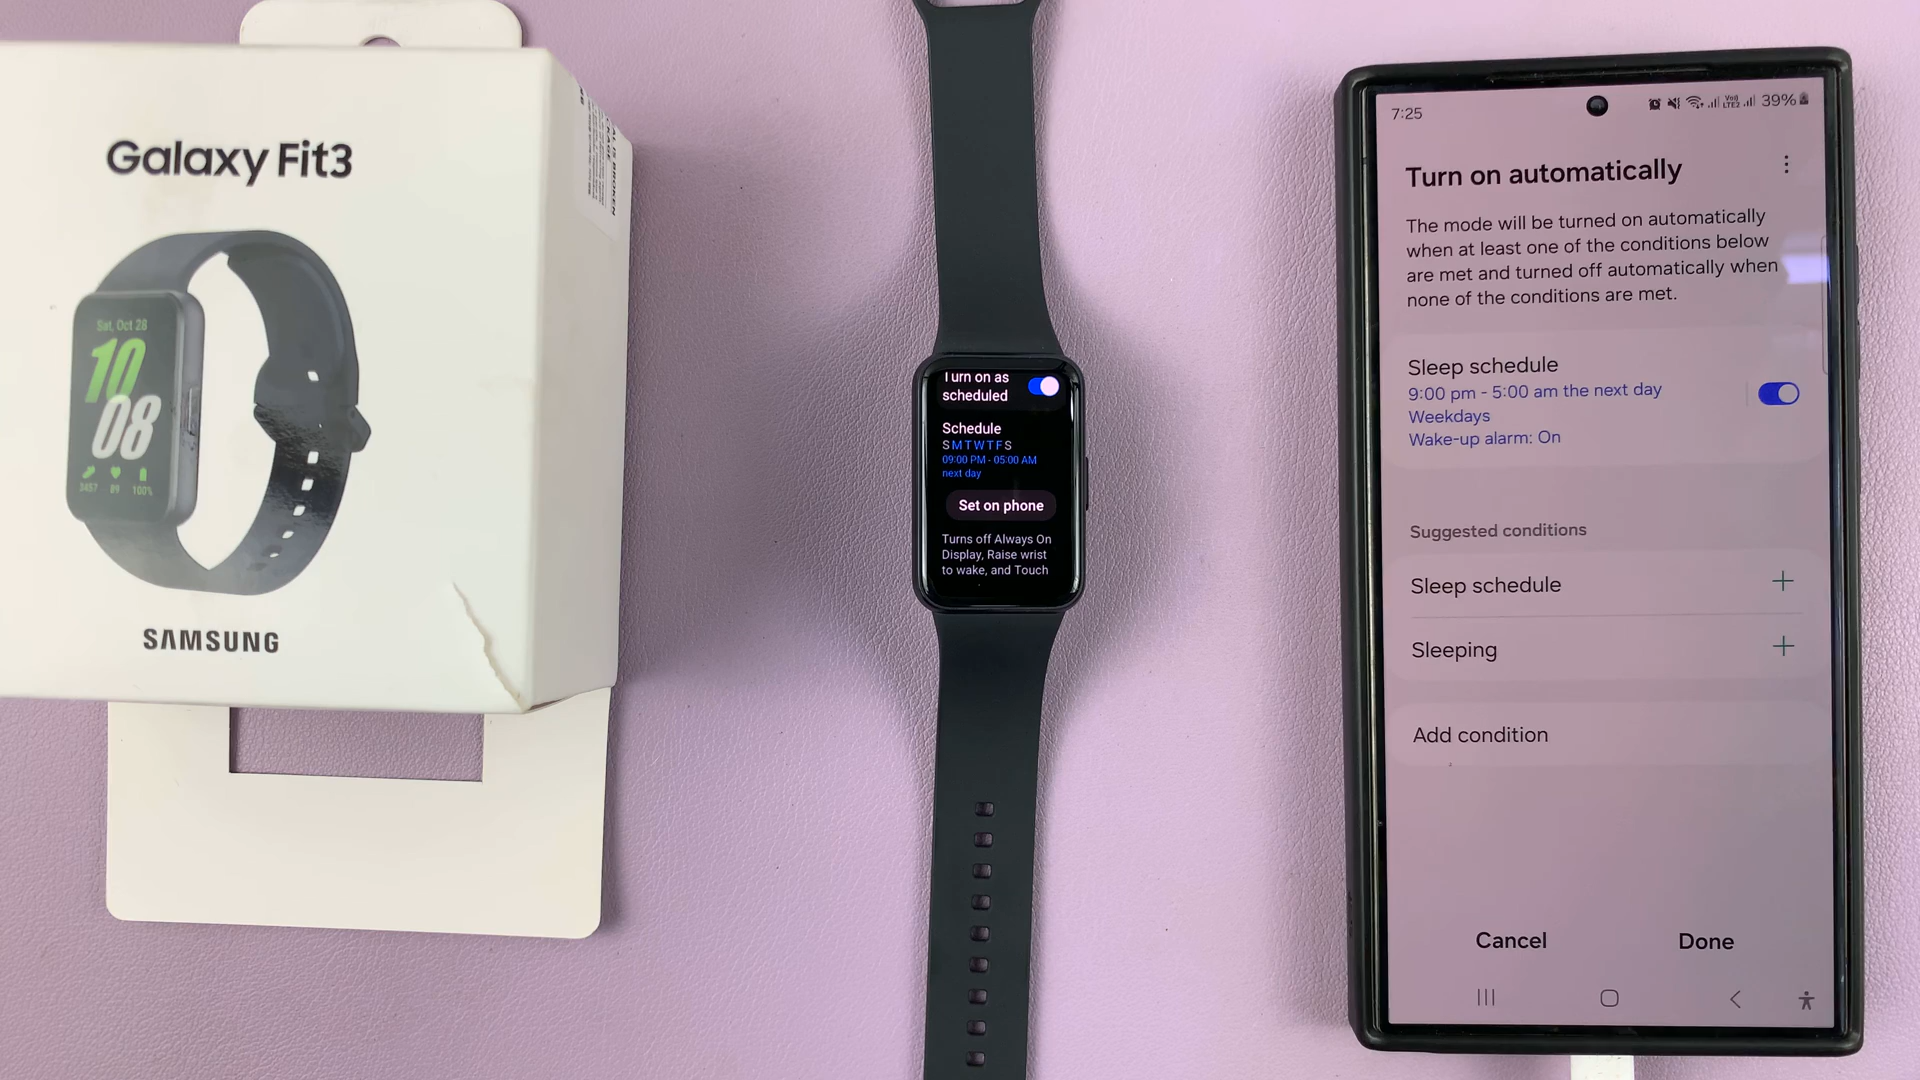 Galaxy Fit3
Sat, Oct 28
10
08
3457 89 100%
SAMSUNG
Turn on as
scheduled
Schedule
SMTWTFS
09:00 PM - 05:00 AM
next day
Set on phone
Turns off Always On
Display, Raise wrist
to wake, and Touch
7:25
39%
Turn on automatically
The mode will be turned on automatically
when at least one of the conditions below
are met and turned off automatically when
none of the conditions are met.
Sleep schedule
9:00 pm - 5:00 am the next day
Weekdays
Wake-up alarm: On
Suggested conditions
Sleep schedule
Sleeping
Add condition
Cancel
Done